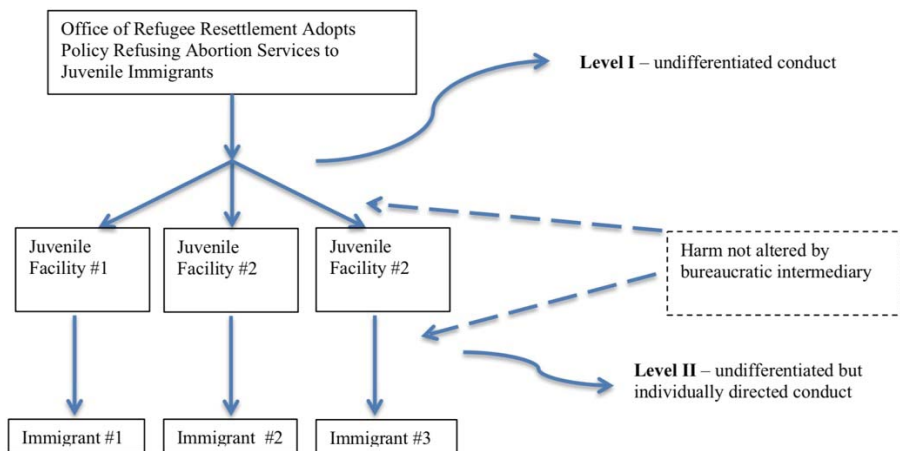 Office of Refugee Resettlement Adopts
Policy Refusing Abortion Services to
Juvenile Immigrants
Level I – undifferentiated conduct
Juvenile
Facility #1
Juvenile
Facility #2
Juvenile
Facility #2
Harm not altered by
bureaucratic intermediary
Level II – undifferentiated but
individually directed conduct
Immigrant #1
Immigrant #2
Immigrant #3